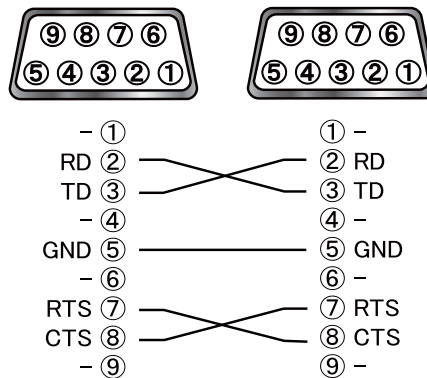 ⑨⑧⑦⑥ ⑨⑧⑦⑥
⑤④③②① ⑤④③②①
– ① ① –
RD ② ② RD
TD ③ ③ TD
– ④ ④ –
GND ⑤ ⑤ GND
– ⑥ ⑥ –
RTS ⑦ ⑦ RTS
CTS ⑧ ⑧ CTS
– ⑨ ⑨ –